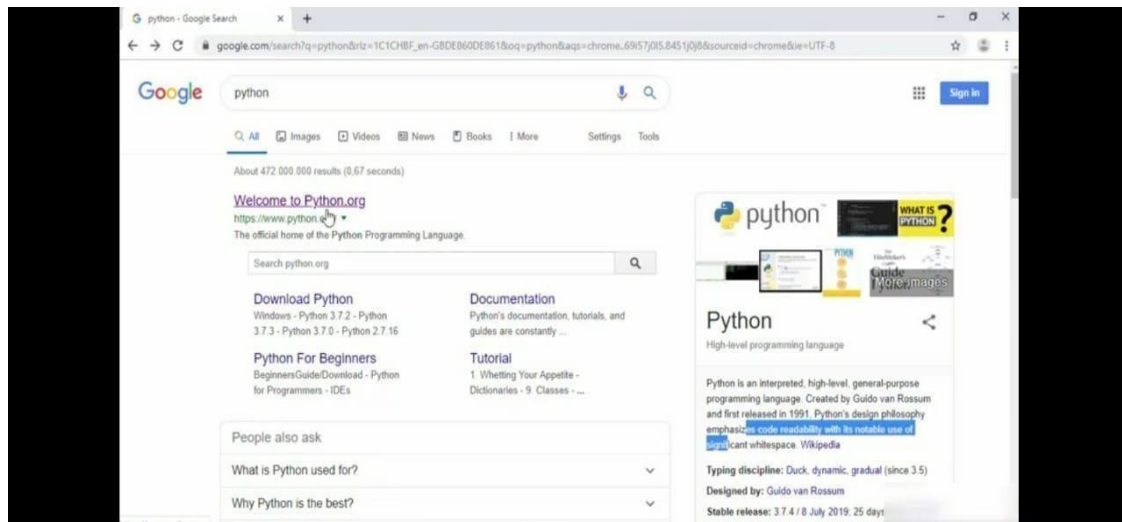 python - Google Search
google.com/search?q=python&rlz=1C1CHBF_en-GBDE860DE861&oq=python&aqs=chrome..69i57j0l5.8451j0j8&sourceid=chrome&ie=UTF-8
Google
python
Sign in
All Images Videos News Books More Settings Tools
About 472.000.000 results (0,67 seconds)
Welcome to Python.org
https://www.python.
The official home of the Python Programming Language.
Search python.org
Download Python
Windows - Python 3.7.2 - Python
3.7.3 - Python 3.7.0 - Python 2.7.16
Documentation
Python's documentation, tutorials, and
guides are constantly ...
Python For Beginners
BeginnersGuide/Download - Python
for Programmers - IDEs
Tutorial
1. Whetting Your Appetite -
Dictionaries - 9. Classes - ...
People also ask
What is Python used for?
Why Python is the best?
python
WHAT IS
PYTHON
?
PYTHON
Guide
More images
Python
High-level programming language
Python is an interpreted, high-level, general-purpose
programming language. Created by Guido van Rossum
and first released in 1991, Python's design philosophy
emphasizes code readability with its notable use of
significant whitespace. Wikipedia
Typing discipline: Duck, dynamic, gradual (since 3.5)
Designed by: Guido van Rossum
Stable release: 3.7.4 / 8 July 2019; 25 days